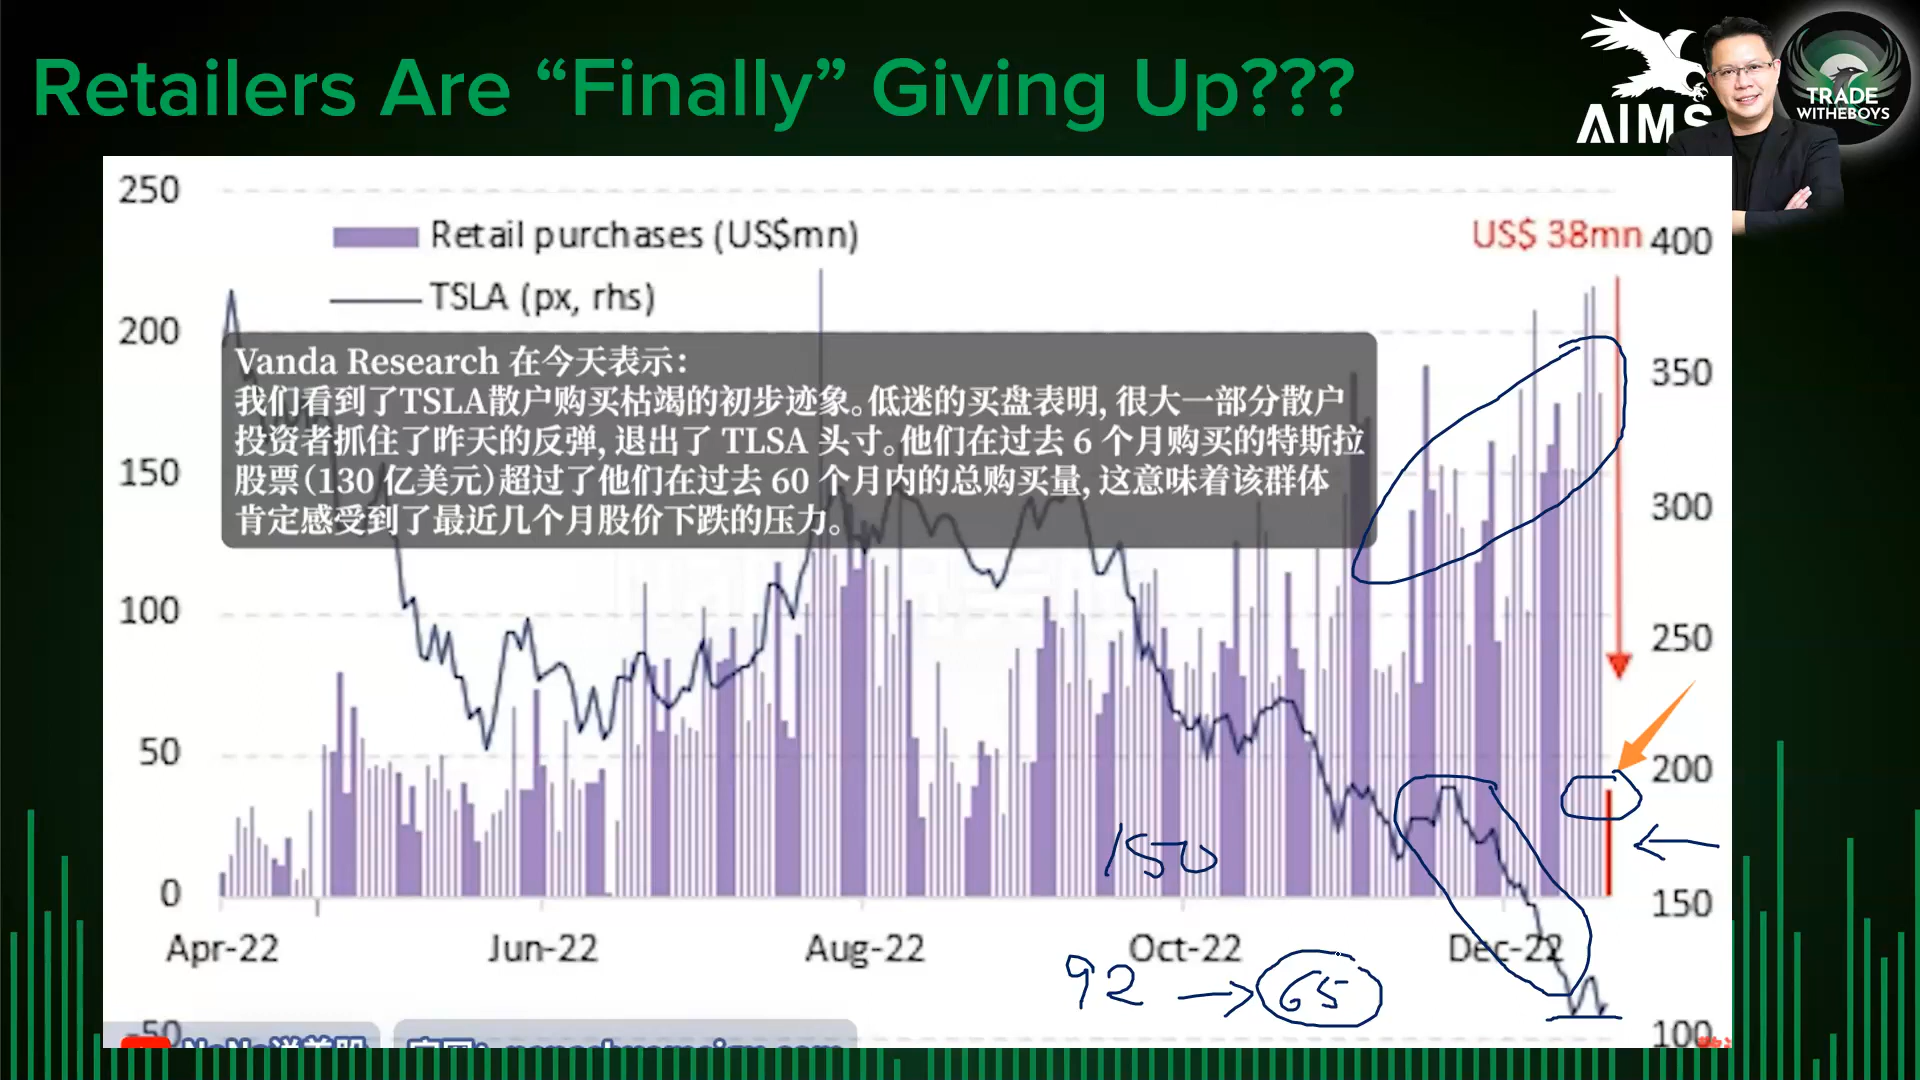 Retailers Are “Finally” Giving Up???
AIMS
TRADE
WITHEBOYS
250
200
150
100
50
0
-50
Retail purchases (US$mn)
TSLA (px, rhs)
US$ 38mn
400
350
300
250
200
150
100
Vanda Research 在今天表示：
我们看到了TSLA散户购买枯竭的初步迹象。低迷的买盘表明, 很大一部分散户
投资者抓住了昨天的反弹, 退出了 TLSA 头寸。他们在过去 6 个月购买的特斯拉
股票（130 亿美元）超过了他们在过去 60 个月内的总购买量, 这意味着该群体
肯定感受到了最近几个月股价下跌的压力。
Apr-22
Jun-22
Aug-22
Oct-22
Dec-22
150
92 → 65